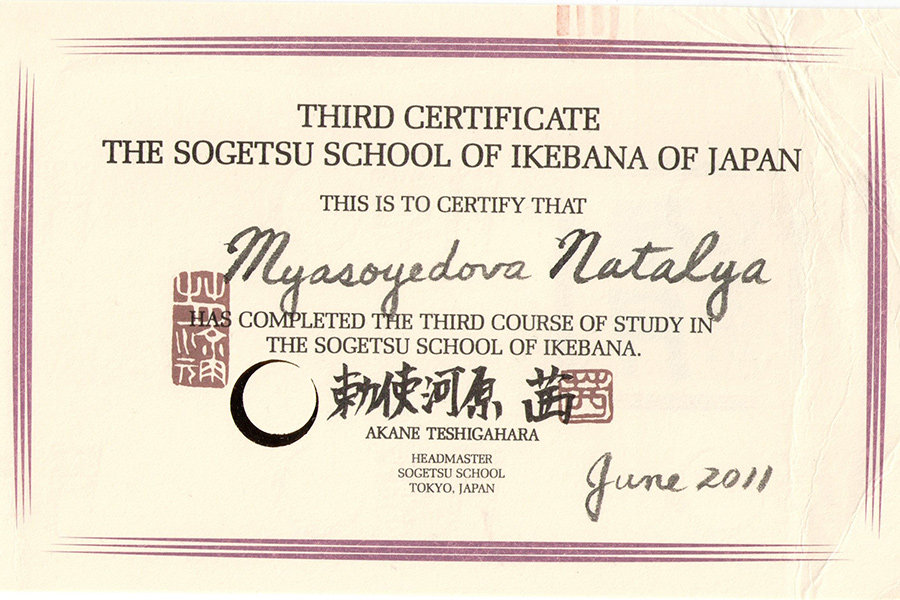 THIRD CERTIFICATE
THE SOGETSU SCHOOL OF IKEBANA OF JAPAN
THIS IS TO CERTIFY THAT
Myasoyedova Natalya
HAS COMPLETED THE THIRD COURSE OF STUDY IN
THE SOGETSU SCHOOL OF IKEBANA.
勅使河原 茜
茜
AKANE TESHIGAHARA
HEADMASTER
SOGETSU SCHOOL
TOKYO, JAPAN
June 2011